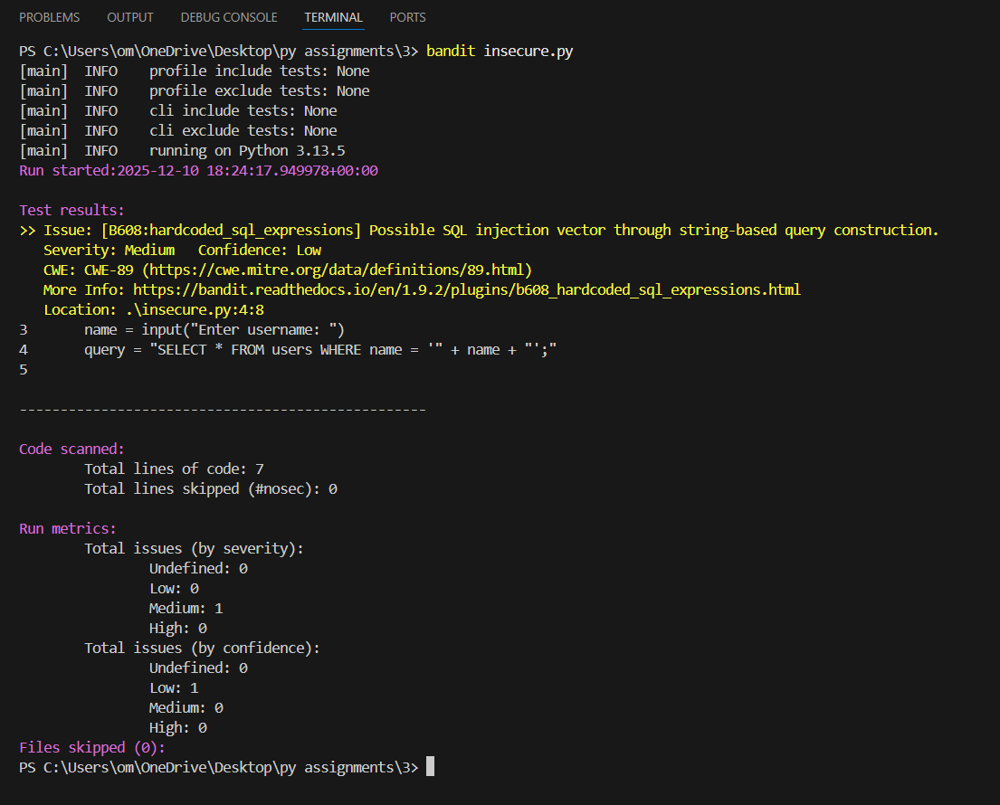 PROBLEMS OUTPUT DEBUG CONSOLE TERMINAL PORTS
PS C:\Users\om\OneDrive\Desktop\py assignments\3> bandit insecure.py
[main]  INFO    profile include tests: None
[main]  INFO    profile exclude tests: None
[main]  INFO    cli include tests: None
[main]  INFO    cli exclude tests: None
[main]  INFO    running on Python 3.13.5
Run started:2025-12-10 18:24:17.949978+00:00
Test results:
>> Issue: [B608:hardcoded_sql_expressions] Possible SQL injection vector through string-based query construction.
   Severity: Medium   Confidence: Low
   CWE: CWE-89 (https://cwe.mitre.org/data/definitions/89.html)
   More Info: https://bandit.readthedocs.io/en/1.9.2/plugins/b608_hardcoded_sql_expressions.html
   Location: .\insecure.py:4:8
3       name = input("Enter username: ")
4       query = "SELECT * FROM users WHERE name = '" + name + "';"
5
--------------------------------------------------
Code scanned:
        Total lines of code: 7
        Total lines skipped (#nosec): 0
Run metrics:
        Total issues (by severity):
                Undefined: 0
                Low: 0
                Medium: 1
                High: 0
        Total issues (by confidence):
                Undefined: 0
                Low: 1
                Medium: 0
                High: 0
Files skipped (0):
PS C:\Users\om\OneDrive\Desktop\py assignments\3>